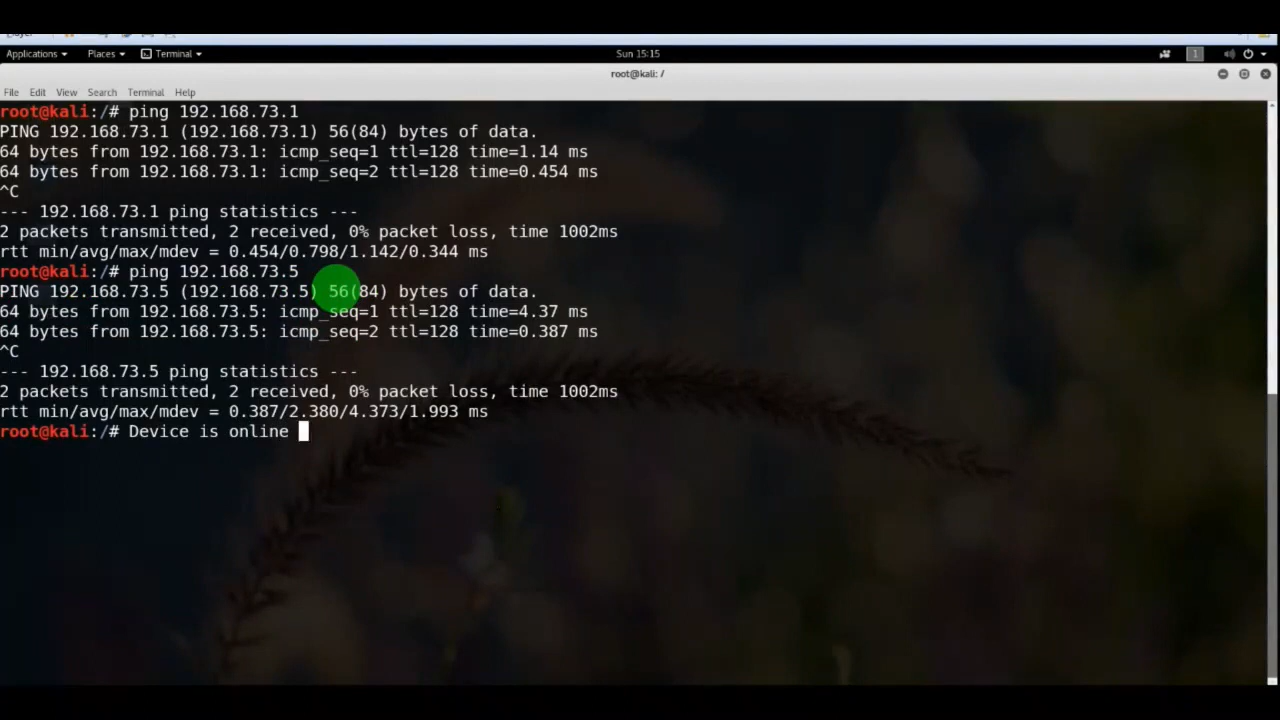 Applications Places Terminal Sun 15:15 1
root@kali: /
File Edit View Search Terminal Help
root@kali:/# ping 192.168.73.1
PING 192.168.73.1 (192.168.73.1) 56(84) bytes of data.
64 bytes from 192.168.73.1: icmp_seq=1 ttl=128 time=1.14 ms
64 bytes from 192.168.73.1: icmp_seq=2 ttl=128 time=0.454 ms
^C
--- 192.168.73.1 ping statistics ---
2 packets transmitted, 2 received, 0% packet loss, time 1002ms
rtt min/avg/max/mdev = 0.454/0.798/1.142/0.344 ms
root@kali:/# ping 192.168.73.5
PING 192.168.73.5 (192.168.73.5) 56(84) bytes of data.
64 bytes from 192.168.73.5: icmp_seq=1 ttl=128 time=4.37 ms
64 bytes from 192.168.73.5: icmp_seq=2 ttl=128 time=0.387 ms
^C
--- 192.168.73.5 ping statistics ---
2 packets transmitted, 2 received, 0% packet loss, time 1002ms
rtt min/avg/max/mdev = 0.387/2.380/4.373/1.993 ms
root@kali:/# Device is online